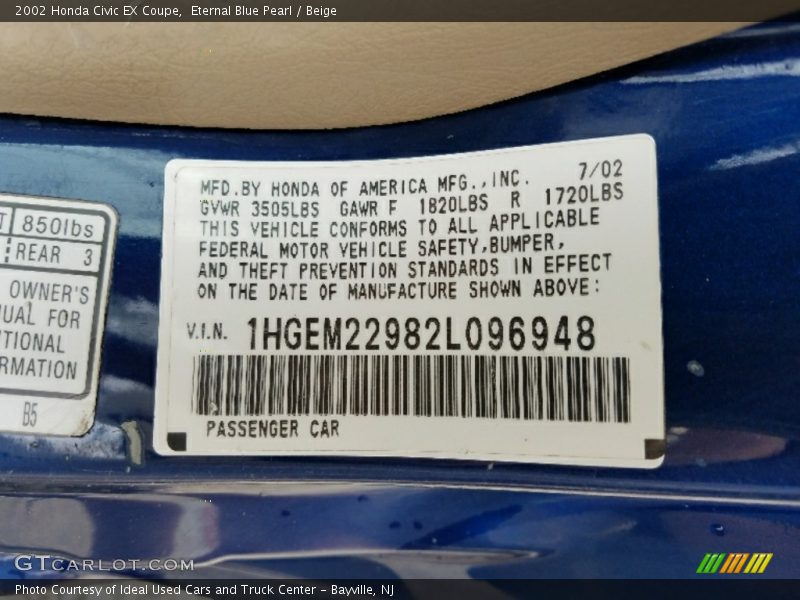 2002 Honda Civic EX Coupe,  Eternal Blue Pearl / Beige
850lbs
REAR 3
OWNER'S
FOR
B5
MFD.BY HONDA OF AMERICA MFG.,INC. 7/02
GVWR 3505LBS GAWR F 1820LBS R 1720LBS
THIS VEHICLE CONFORMS TO ALL APPLICABLE
FEDERAL MOTOR VEHICLE SAFETY,BUMPER,
AND THEFT PREVENTION STANDARDS IN EFFECT
ON THE DATE OF MANUFACTURE SHOWN ABOVE:
V.I.N. 1HGEM22982L096948
PASSENGER CAR
GTCARLOT.COM
Photo Courtesy of Ideal Used Cars and Truck Center – Bayville, NJ